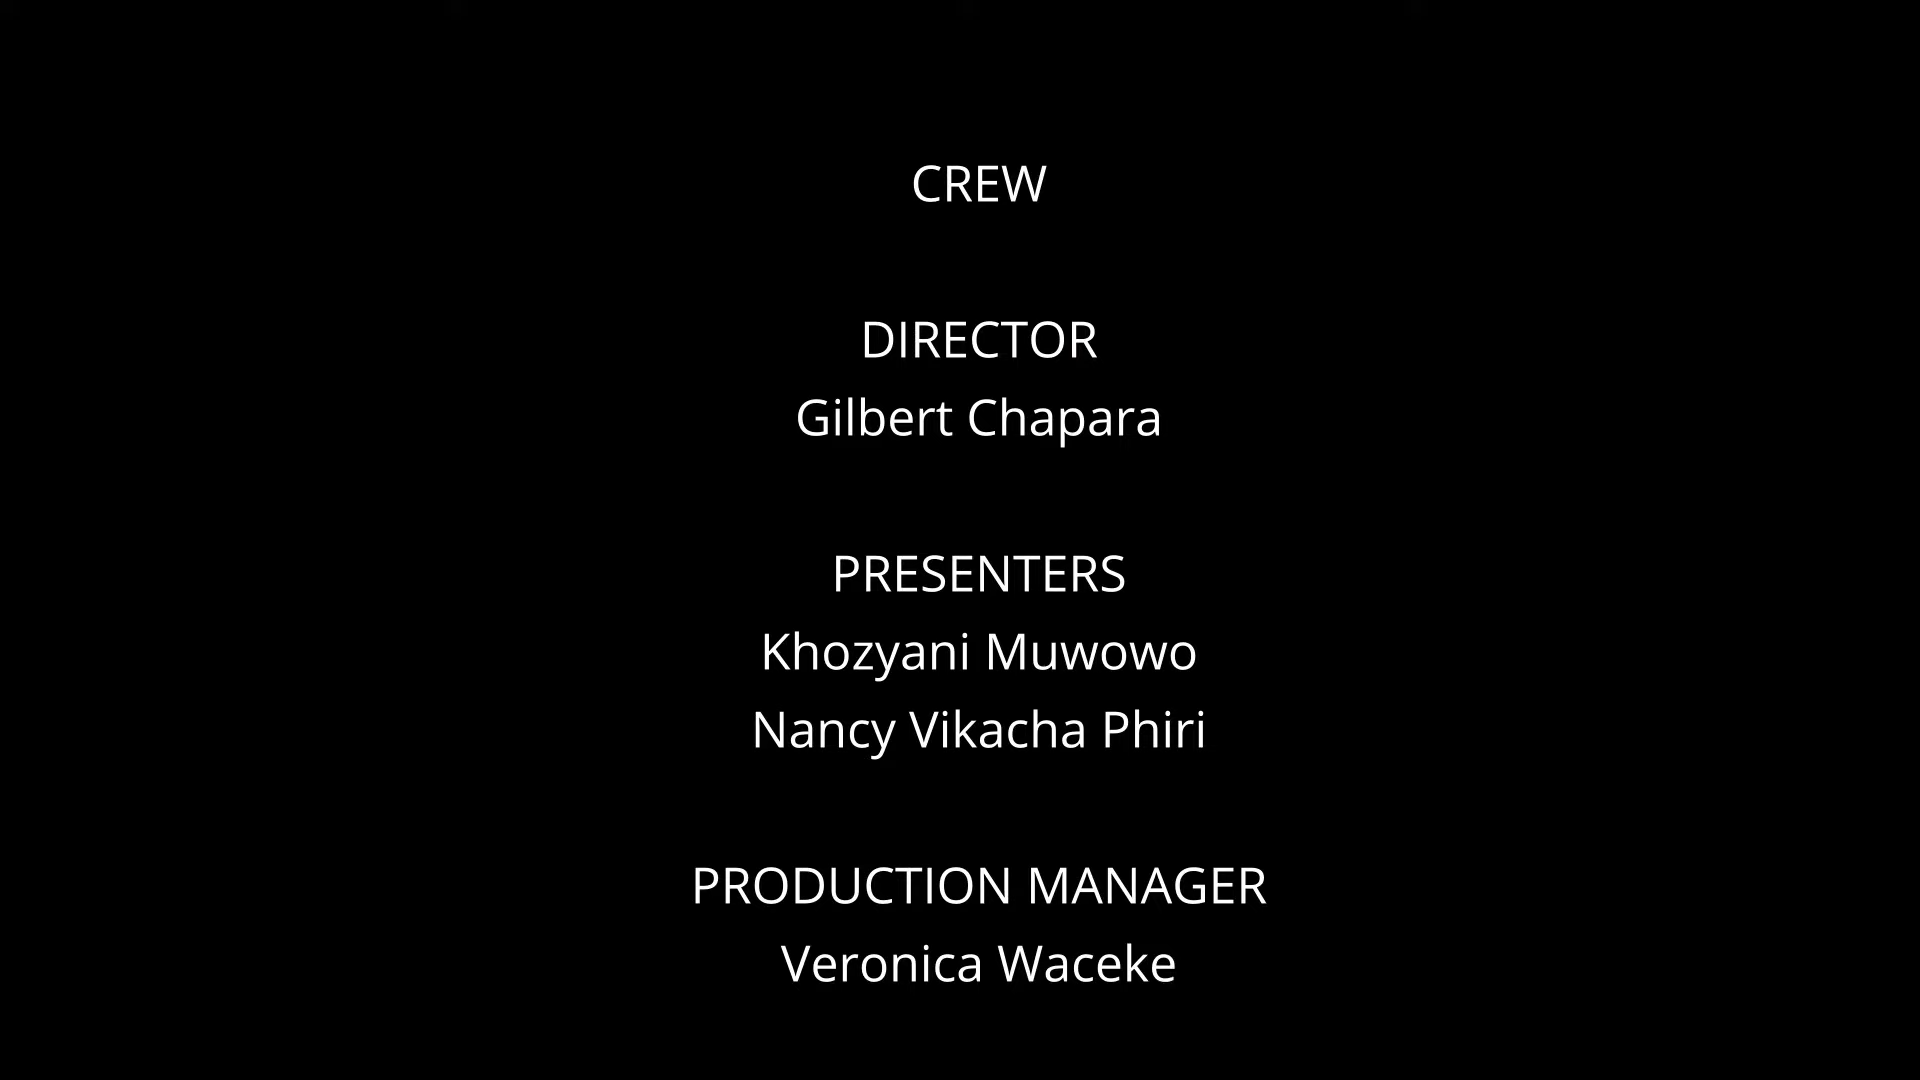 CREW
DIRECTOR
Gilbert Chapara
PRESENTERS
Khozyani Muwowo
Nancy Vikacha Phiri
PRODUCTION MANAGER
Veronica Waceke